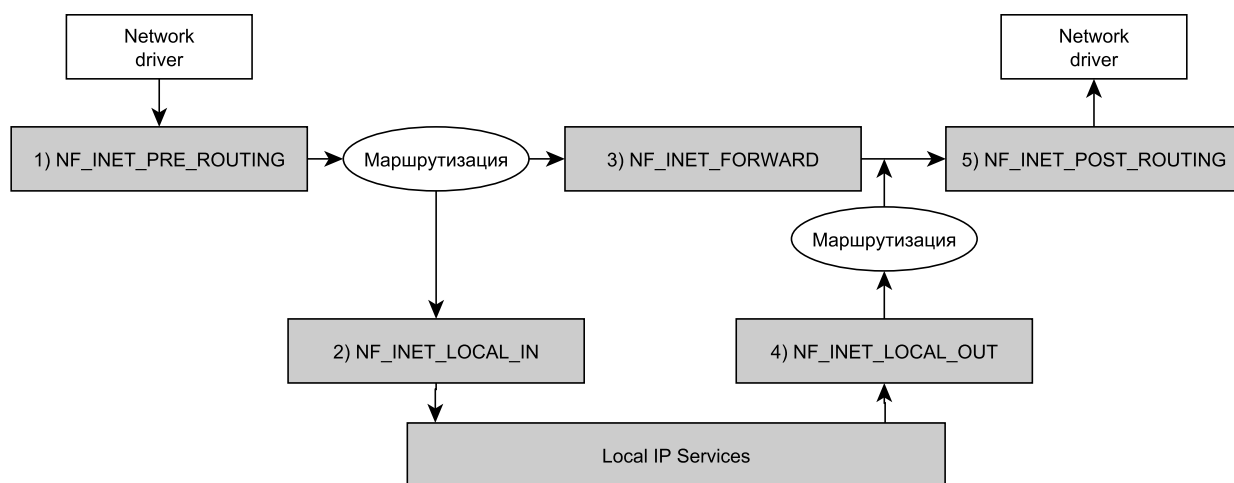 Network
driver
Network
driver
1) NF_INET_PRE_ROUTING
Маршрутизация
3) NF_INET_FORWARD
5) NF_INET_POST_ROUTING
Маршрутизация
2) NF_INET_LOCAL_IN
4) NF_INET_LOCAL_OUT
Local IP Services